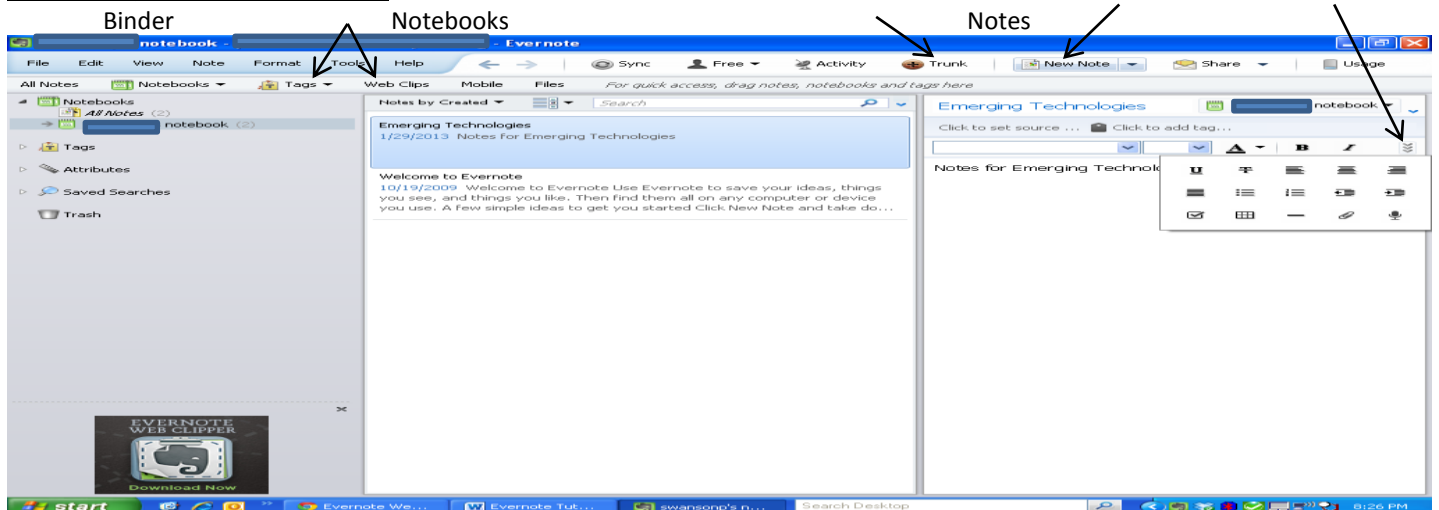 Binder Notebooks Notes
notebook - - Evernote
File Edit View Note Format Tools Help Sync Free Activity Trunk New Note Share Usage
All Notes Notebooks Tags Web Clips Mobile Files For quick access, drag notes, notebooks and tags here
Notebooks
All Notes (2)
notebook (2)
Tags
Attributes
Saved Searches
Trash
EVERNOTE
WEB CLIPPER
Download Now
Notes by Created Search
Emerging Technologies
1/29/2013 Notes for Emerging Technologies
Welcome to Evernote
10/19/2009 Welcome to Evernote Use Evernote to save your ideas, things
you see, and things you like. Then find them all on any computer or device
you use. A few simple ideas to get you started Click New Note and take do...
Emerging Technologies notebook
Click to set source ... Click to add tag...
A B I
Notes for Emerging Technolo
U T
start Evernote We... W Evernote Tut... swansonp's n... Search Desktop 8:26 PM